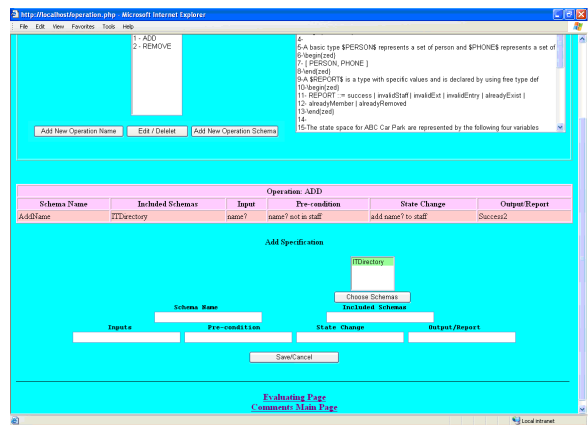 http://localhost/operation.php - Microsoft Internet Explorer
File Edit View Favorites Tools Help
1 - ADD
2 - REMOVE
4-
5-A basic type $PERSON$ represents a set of person and $PHONE$ represents a set of
6-\begin{zed}
7- [ PERSON, PHONE ]
8-\end{zed}
9-A $REPORT$ is a type with specific values and is declared by using free type def
10-\begin{zed}
11- REPORT ::= success | invalidStaff | invalidExt | invalidEntry | alreadyExist |
12- alreadyMember | alreadyRemoved
13-\end{zed}
14-
15-The state space for ABC Car Park are represented by the following four variables
Add New Operation Name Edit / Delelet Add New Operation Schema
Operation: ADD
Schema Name Included Schemas Input Pre-condition State Change Output/Report
AddName ITDirectory name? name? not in staff add name? to staff Success2
Add Specification
ITDirectory
Choose Schemas
Schema Name Included Schemas
Inputs Pre-condition State Change Output/Report
Save/Cancel
Evaluating Page
Comments Main Page
Local intranet